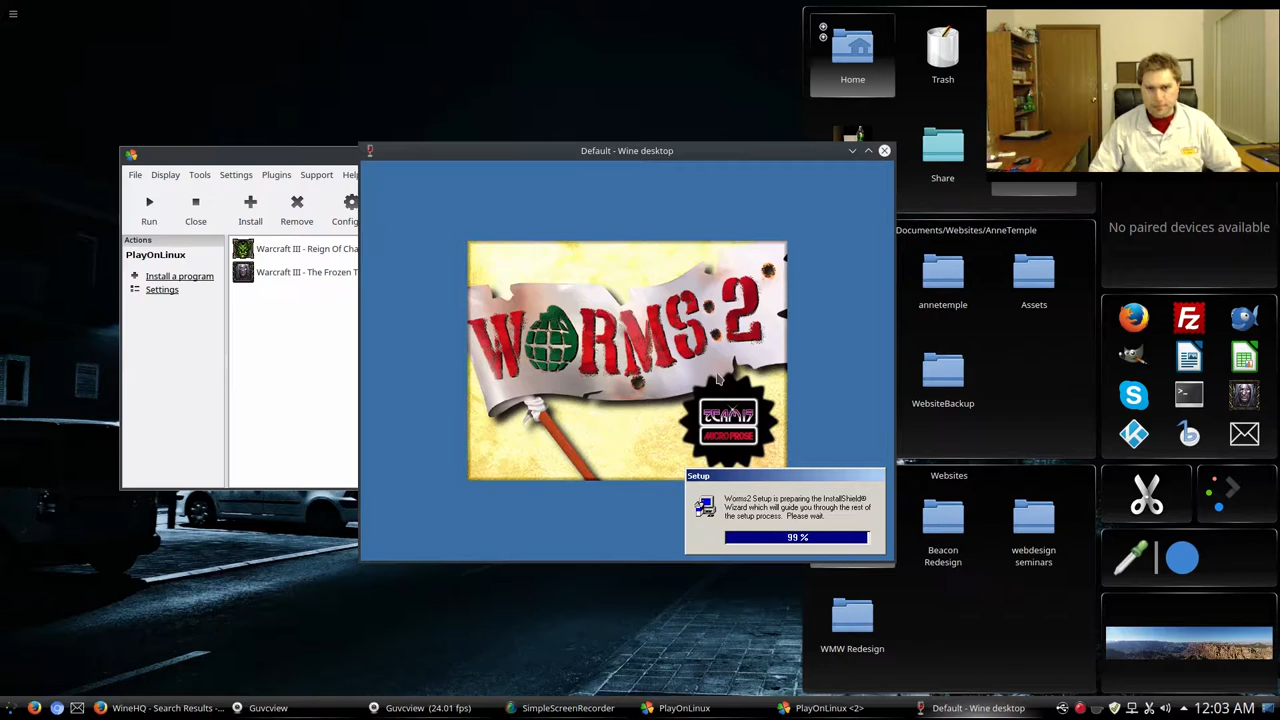 Home
Trash
Share
No paired devices available
Default - Wine desktop
File Display Tools Settings Plugins Support Hel
Run Close Install Remove Config
Actions
PlayOnLinux
Install a program
Settings
Warcraft III - Reign Of Cha
Warcraft III - The Frozen T
WORMS:2
TEAM17
MICROPROSE
Setup
Worms2 Setup is preparing the InstallShield®
Wizard which will guide you through the rest of
the setup process. Please wait.
99 %
Documents/Websites/AnneTemple
annetemple
Assets
WebsiteBackup
Websites
Beacon
Redesign
webdesign
seminars
WMW Redesign
WineHQ - Search Results -...
Guvcview
Guvcview (24.01 fps)
SimpleScreenRecorder
PlayOnLinux
PlayOnLinux <2>
Default - Wine desktop
12:03 AM